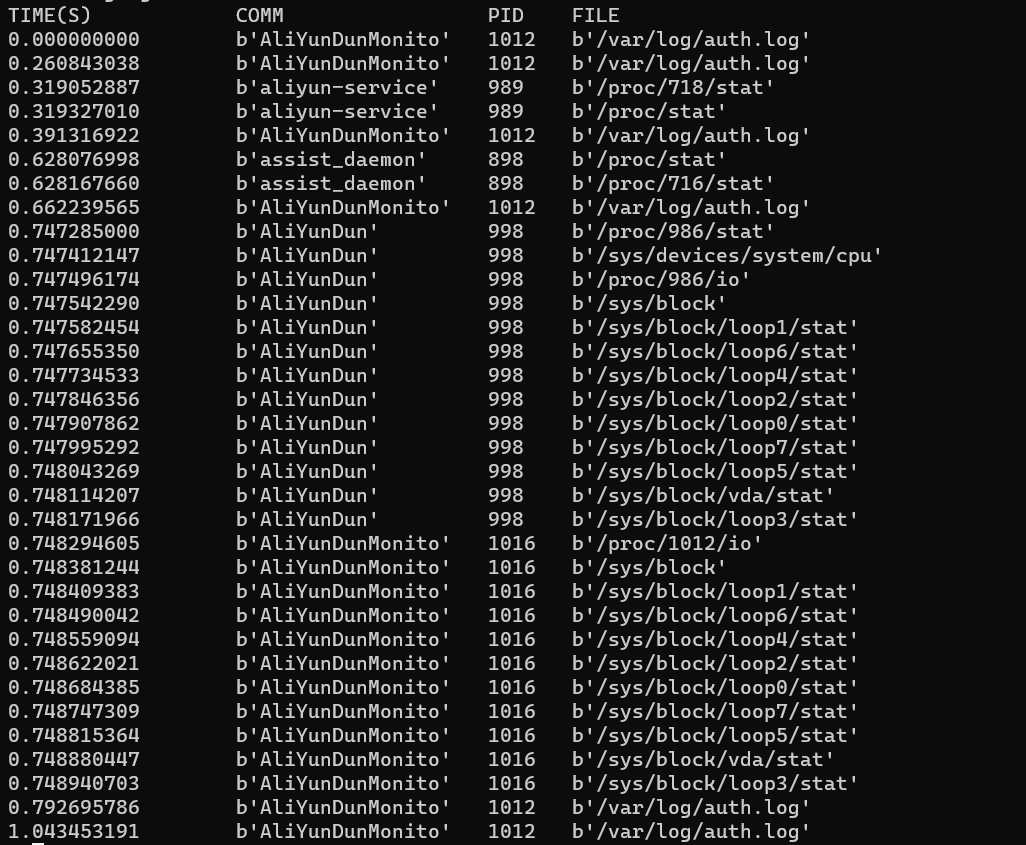 TIME(S) COMM PID FILE
0.000000000 b'AliYunDunMonito' 1012 b'/var/log/auth.log'
0.260843038 b'AliYunDunMonito' 1012 b'/var/log/auth.log'
0.319052887 b'aliyun-service' 989 b'/proc/718/stat'
0.319327010 b'aliyun-service' 989 b'/proc/stat'
0.391316922 b'AliYunDunMonito' 1012 b'/var/log/auth.log'
0.628076998 b'assist_daemon' 898 b'/proc/stat'
0.628167660 b'assist_daemon' 898 b'/proc/716/stat'
0.662239565 b'AliYunDunMonito' 1012 b'/var/log/auth.log'
0.747285000 b'AliYunDun' 998 b'/proc/986/stat'
0.747412147 b'AliYunDun' 998 b'/sys/devices/system/cpu'
0.747496174 b'AliYunDun' 998 b'/proc/986/io'
0.747542290 b'AliYunDun' 998 b'/sys/block'
0.747582454 b'AliYunDun' 998 b'/sys/block/loop1/stat'
0.747655350 b'AliYunDun' 998 b'/sys/block/loop6/stat'
0.747734533 b'AliYunDun' 998 b'/sys/block/loop4/stat'
0.747846356 b'AliYunDun' 998 b'/sys/block/loop2/stat'
0.747907862 b'AliYunDun' 998 b'/sys/block/loop0/stat'
0.747995292 b'AliYunDun' 998 b'/sys/block/loop7/stat'
0.748043269 b'AliYunDun' 998 b'/sys/block/loop5/stat'
0.748114207 b'AliYunDun' 998 b'/sys/block/vda/stat'
0.748171966 b'AliYunDun' 998 b'/sys/block/loop3/stat'
0.748294605 b'AliYunDunMonito' 1016 b'/proc/1012/io'
0.748381244 b'AliYunDunMonito' 1016 b'/sys/block'
0.748409383 b'AliYunDunMonito' 1016 b'/sys/block/loop1/stat'
0.748490042 b'AliYunDunMonito' 1016 b'/sys/block/loop6/stat'
0.748559094 b'AliYunDunMonito' 1016 b'/sys/block/loop4/stat'
0.748622021 b'AliYunDunMonito' 1016 b'/sys/block/loop2/stat'
0.748684385 b'AliYunDunMonito' 1016 b'/sys/block/loop0/stat'
0.748747309 b'AliYunDunMonito' 1016 b'/sys/block/loop7/stat'
0.748815364 b'AliYunDunMonito' 1016 b'/sys/block/loop5/stat'
0.748880447 b'AliYunDunMonito' 1016 b'/sys/block/vda/stat'
0.748940703 b'AliYunDunMonito' 1016 b'/sys/block/loop3/stat'
0.792695786 b'AliYunDunMonito' 1012 b'/var/log/auth.log'
1.043453191 b'AliYunDunMonito' 1012 b'/var/log/auth.log'